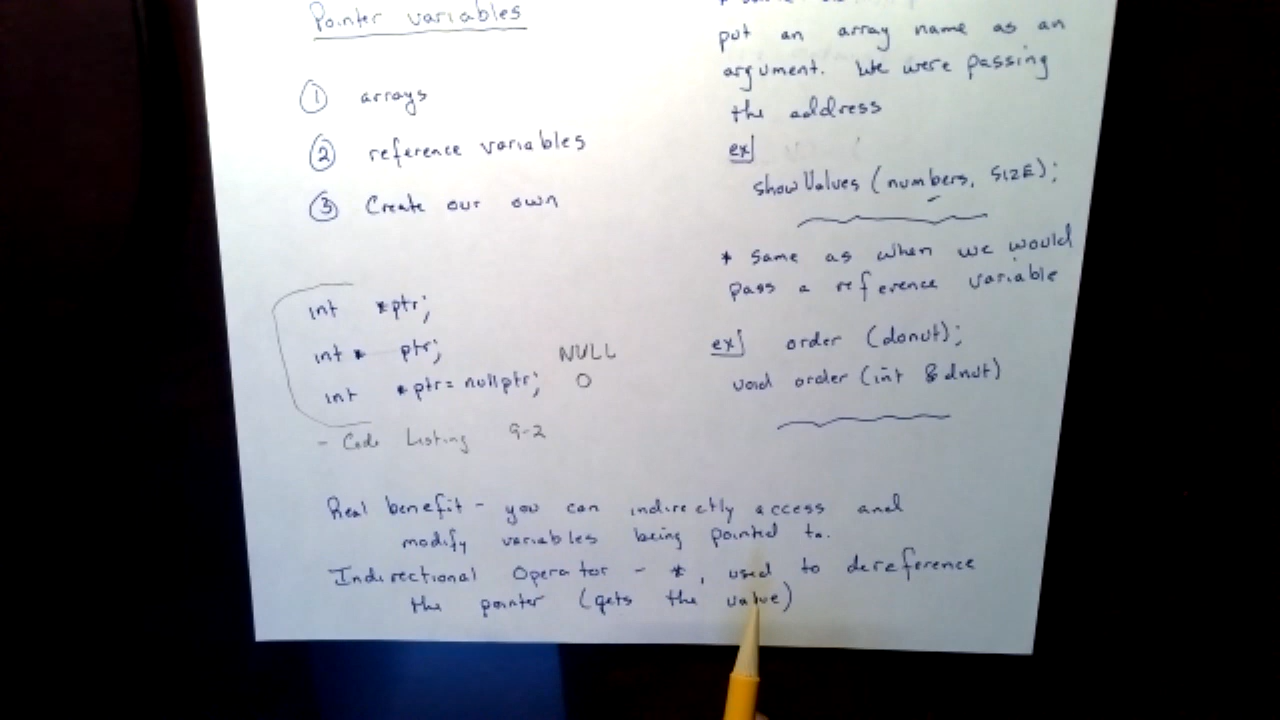 Pointer variables
① arrays
② reference variables
③ Create our own
int *ptr;
int* ptr;
int *ptr = nullptr;
NULL
0
- Code Listing 9-2
put an array name as an
argument. We were passing
the address
ex]
showValues (numbers, SIZE);
* Same as when we would
pass a reference variable
ex] order (donut);
void order (int & dnut)
Real benefit - you can indirectly access and
modify variables being pointed to.
Indirectional Operator - *, used to dereference
the pointer (gets the value)